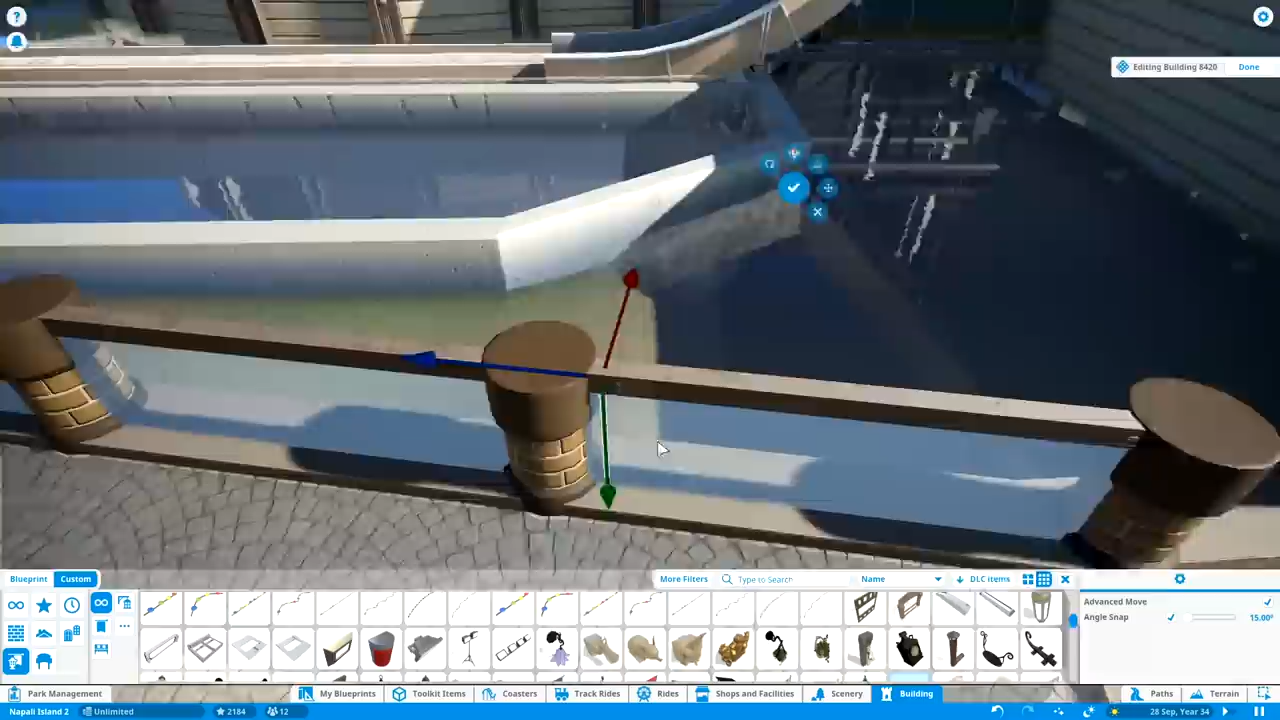 Editing Building 8420 Done
Blueprint Custom More Filters Type to Search Name DLC items
Advanced Move
Angle Snap 15.00°
Park Management My Blueprints Toolkit Items Coasters Track Rides Rides Shops and Facilities Scenery Building Paths Terrain
Napali Island 2 Unlimited 2184 12 28 Sep, Year 34